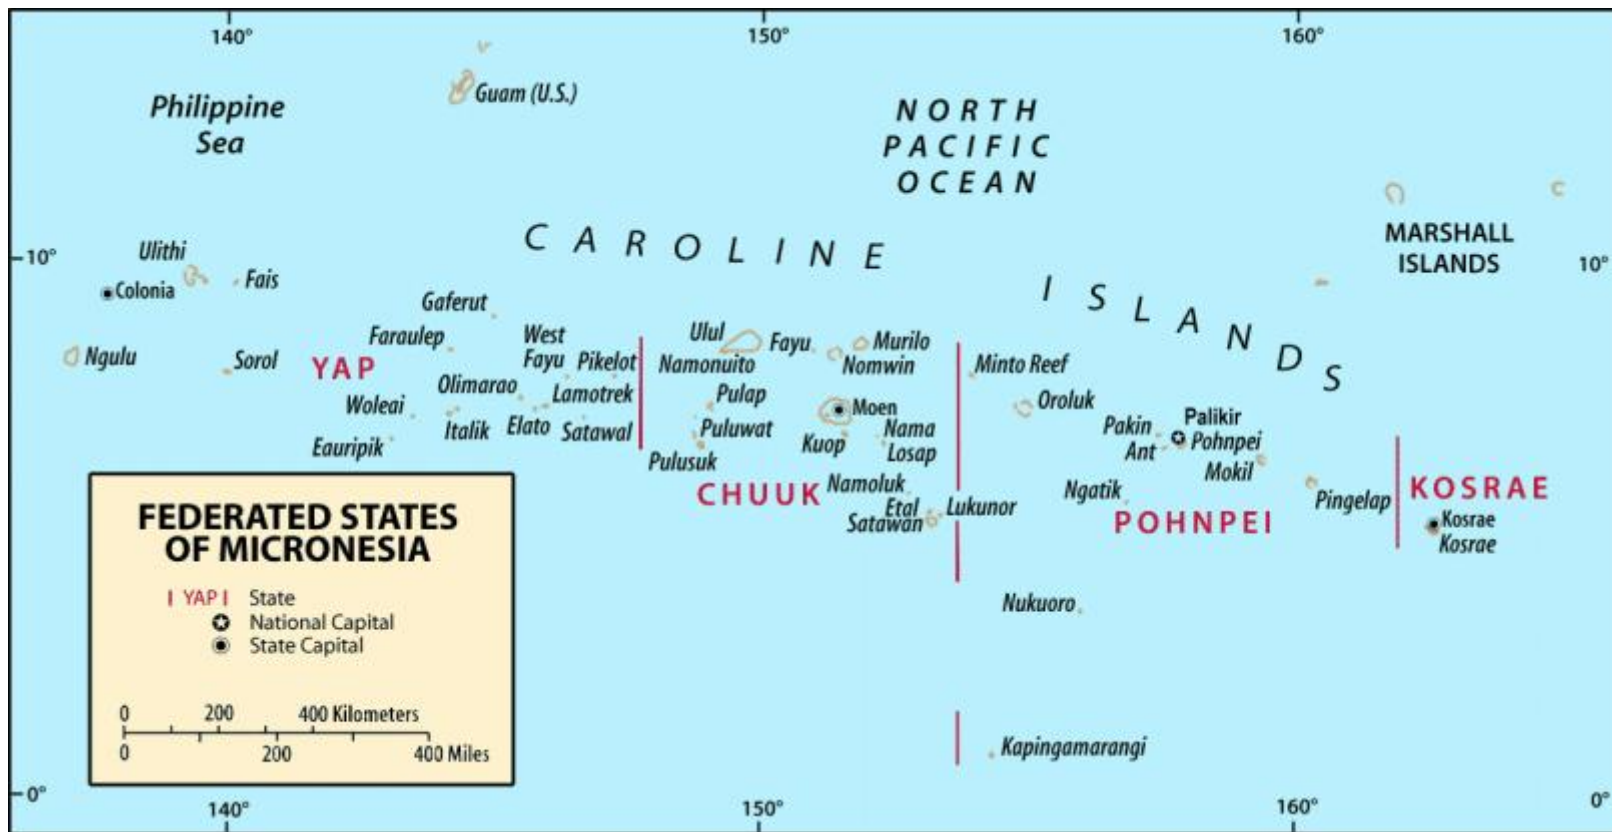 140°
150°
160°
Philippine
Sea
Guam (U.S.)
NORTH
PACIFIC
OCEAN
CAROLINE
ISLANDS
MARSHALL
ISLANDS
10°
10°
Ulithi
Fais
Colonia
Ngulu
Sorol
YAP
Gaferut
Faraulep
West
Fayu
Pikelot
Olimarao
Lamotrek
Woleai
Italik
Elato
Satawal
Eauripik
Ulul
Namonuito
Fayu
Murilo
Nomwin
Pulap
Moen
Puluwat
Kuop
Nama
Losap
Pulusuk
CHUUK
Namoluk
Etal
Satawan
Lukunor
Minto Reef
Oroluk
Pakin
Palikir
Ant
Pohnpei
Mokil
Ngatik
POHNPEI
Pingelap
KOSRAE
Kosrae
Kosrae
Nukuoro
Kapingamarangi
FEDERATED STATES
OF MICRONESIA
YAP State
National Capital
State Capital
0 200 400 Kilometers
0 200 400 Miles
0°
0°
140°
150°
160°